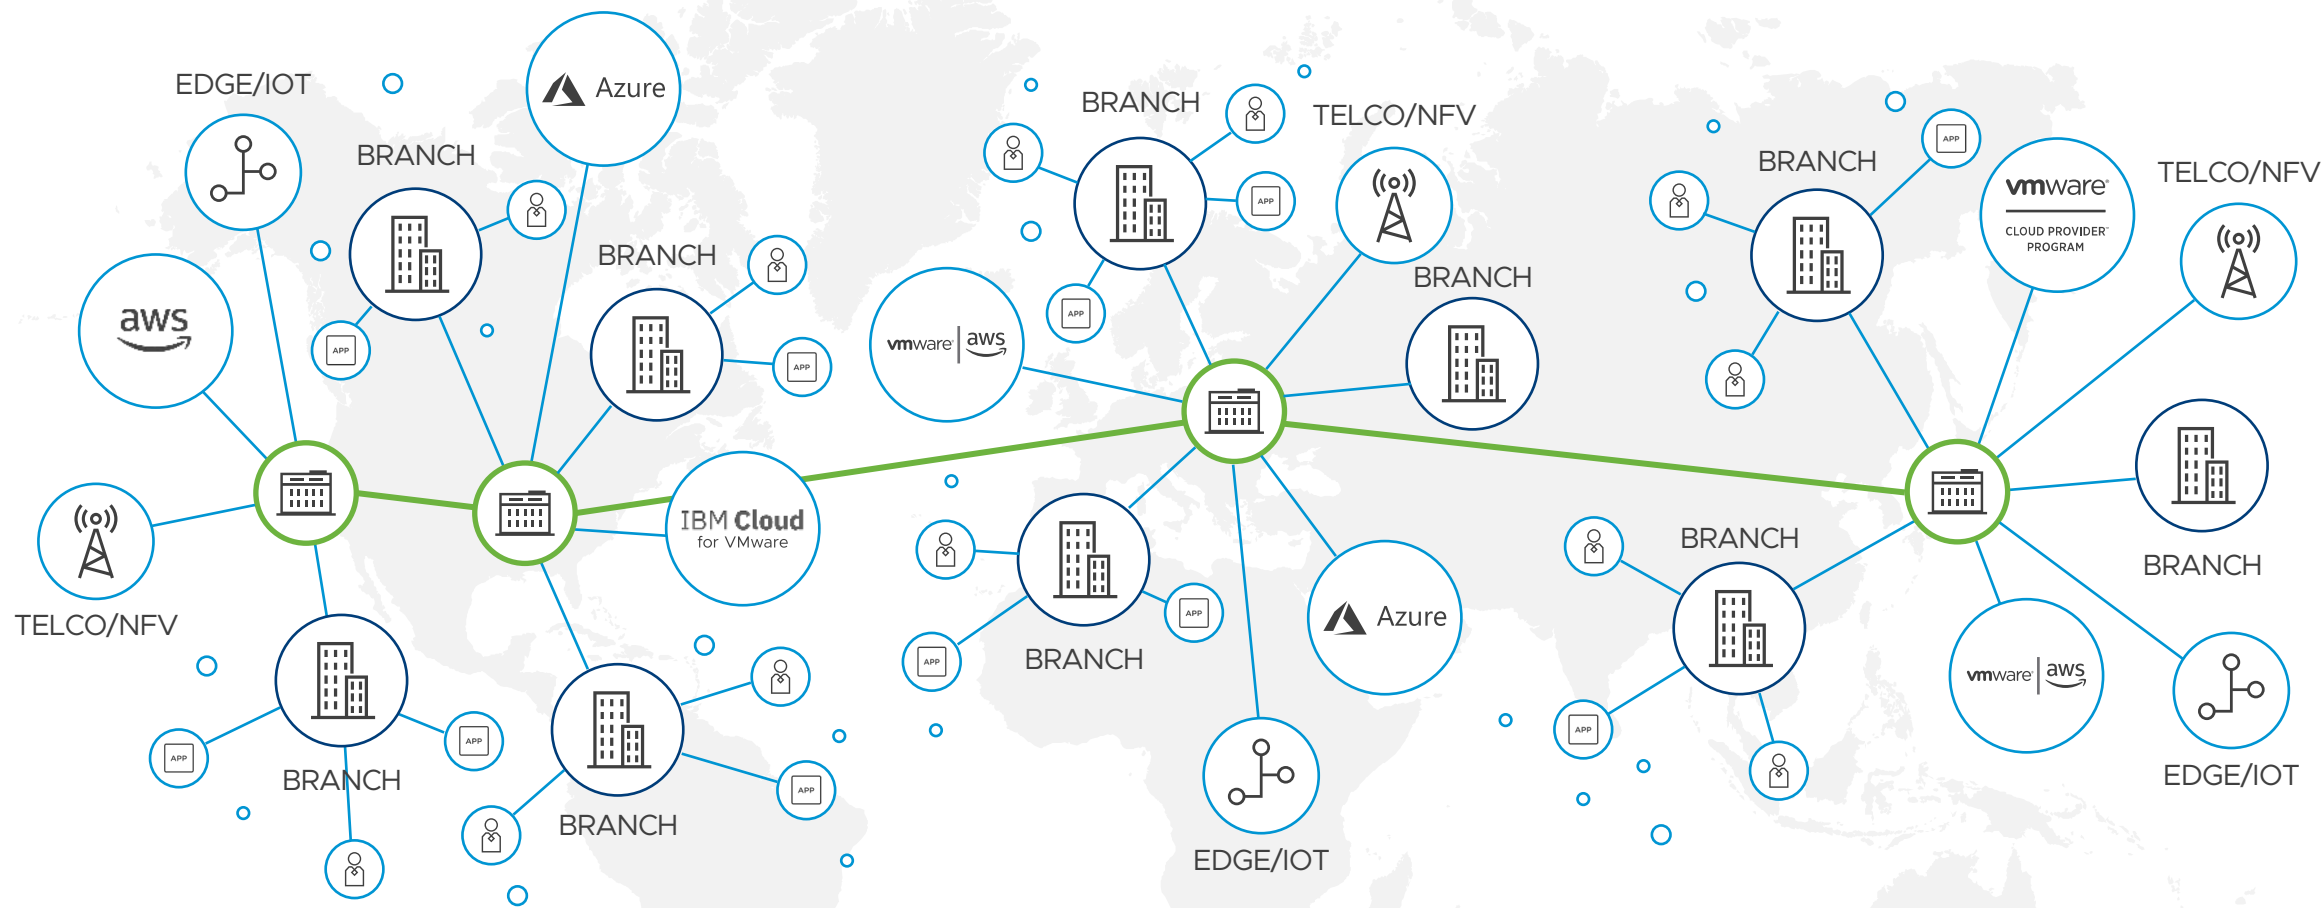 EDGE/IOT
Azure
BRANCH
BRANCH
aws
APP
APP
IBM Cloud
for VMware
TELCO/NFV
BRANCH
APP
APP
BRANCH
APP
BRANCH
TELCO/NFV
APP
APP
BRANCH
vmware® | aws
BRANCH
APP
APP
Azure
EDGE/IOT
BRANCH
APP
vmware®
CLOUD PROVIDER™
PROGRAM
TELCO/NFV
BRANCH
BRANCH
APP
vmware® | aws
EDGE/IOT